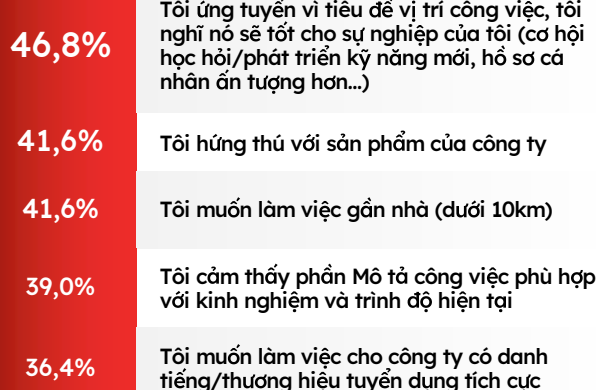 46,8%
Tôi ứng tuyển vì tiêu đề vị trí công việc, tôi
nghĩ nó sẽ tốt cho sự nghiệp của tôi (cơ hội
học hỏi/phát triển kỹ năng mới, hồ sơ cá
nhân ấn tượng hơn...)
41,6%
Tôi hứng thú với sản phẩm của công ty
41,6%
Tôi muốn làm việc gần nhà (dưới 10km)
39,0%
Tôi cảm thấy phần Mô tả công việc phù hợp
với kinh nghiệm và trình độ hiện tại
36,4%
Tôi muốn làm việc cho công ty có danh
tiếng/thương hiệu tuyển dụng tích cực